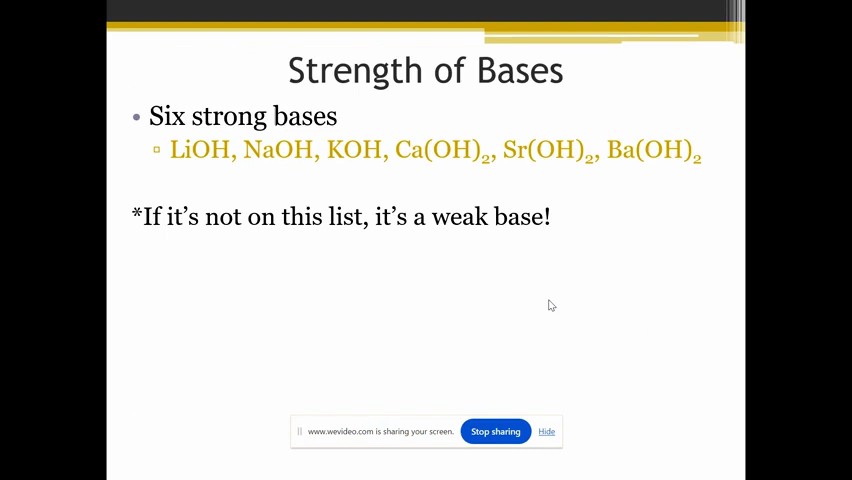 Strength of Bases
• Six strong bases
▫ LiOH, NaOH, KOH, Ca(OH)₂, Sr(OH)₂, Ba(OH)₂
*If it’s not on this list, it’s a weak base!
www.wevideo.com is sharing your screen. Stop sharing Hide